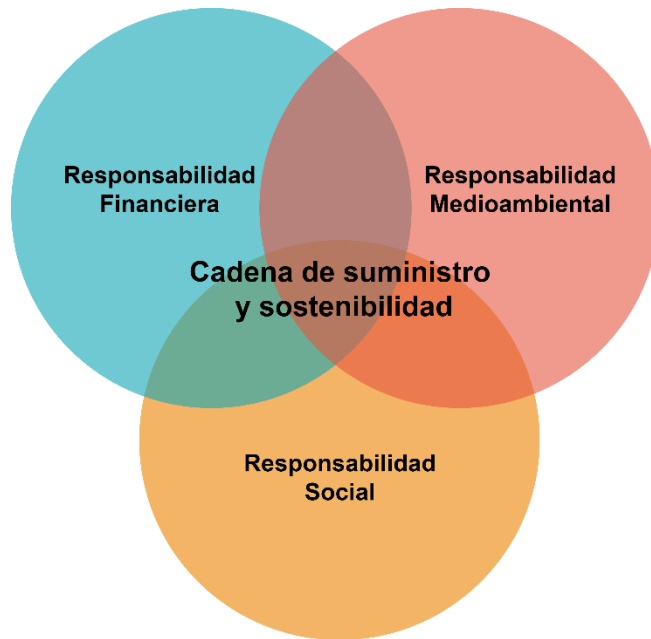 Responsabilidad
Financiera
Responsabilidad
Medioambiental
Cadena de suministro
y sostenibilidad
Responsabilidad
Social